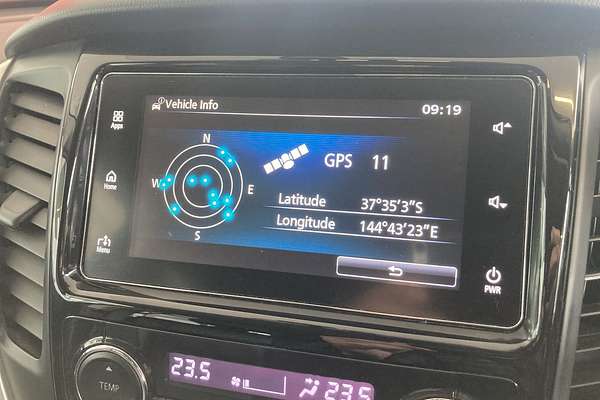 Vehicle Info
09:19
Apps
Home
Menu
N
W
E
S
GPS 11
Latitude 37°35'3"S
Longitude 144°43'23"E
PWR
23.5
23.5
TEMP